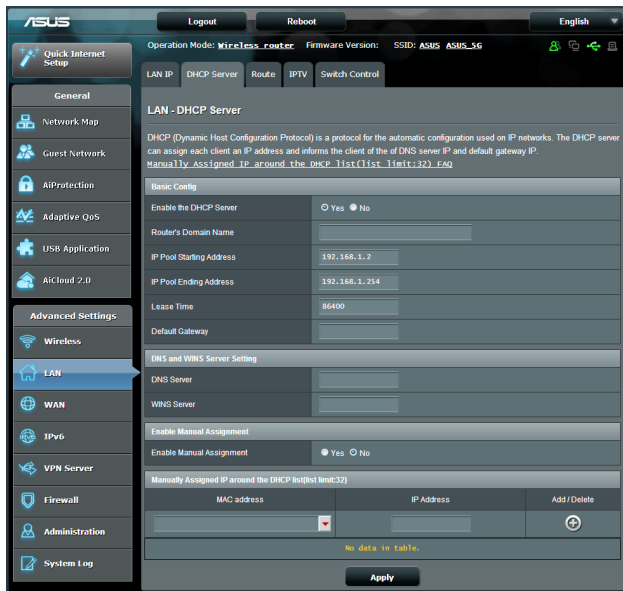 ASUS
Logout
Reboot
English
Quick Internet
Setup
Operation Mode: Wireless router Firmware Version: SSID: ASUS ASUS_5G
LAN IP
DHCP Server
Route
IPTV
Switch Control
General
Network Map
Guest Network
AiProtection
Adaptive QoS
USB Application
AiCloud 2.0
Advanced Settings
Wireless
LAN
WAN
IPv6
VPN Server
Firewall
Administration
System Log
LAN - DHCP Server
DHCP (Dynamic Host Configuration Protocol) is a protocol for the automatic configuration used on IP networks. The DHCP server
can assign each client an IP address and informs the client of the of DNS server IP and default gateway IP.
Manually Assigned IP around the DHCP list(list limit:32) FAQ
Basic Config
Enable the DHCP Server Yes No
Router's Domain Name
IP Pool Starting Address 192.168.1.2
IP Pool Ending Address 192.168.1.254
Lease Time 86400
Default Gateway
DNS and WINS Server Setting
DNS Server
WINS Server
Enable Manual Assignment
Enable Manual Assignment Yes No
Manually Assigned IP around the DHCP list(list limit:32)
MAC address IP Address Add / Delete
No data in table.
Apply